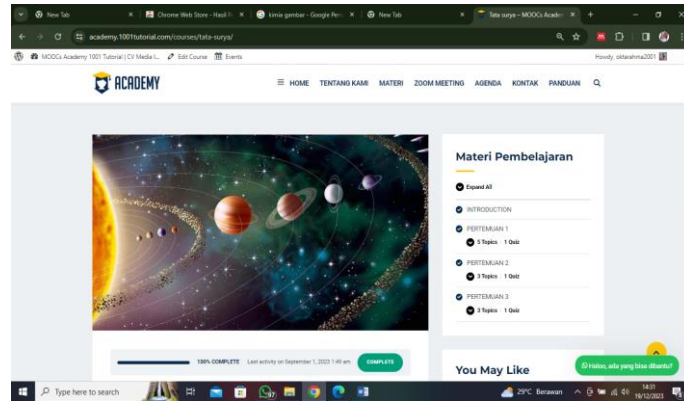 New Tab
Chrome Web Store - Hasil
kimia gambar - Google Pen
New Tab
Tata surya – MOOCs Acade
academy.1001tutorial.com/courses/tata-surya/
MOOCs Academy 1001 Tutorial | CV Media L...
Edit Course
Events
Howdy, oktarahma2001
ACADEMY
HOME
TENTANG KAMI
MATERI
ZOOM MEETING
AGENDA
KONTAK
PANDUAN
Materi Pembelajaran
Expand All
INTRODUCTION
PERTEMUAN 1
5 Topics | 1 Quiz
PERTEMUAN 2
3 Topics | 1 Quiz
PERTEMUAN 3
3 Topics | 1 Quiz
100% COMPLETE
Last activity on September 1, 2023 1:49 am
COMPLETE
You May Like
Haloo, ada yang bisa dibantu?
Type here to search
29°C Berawan
14:31
19/12/2023